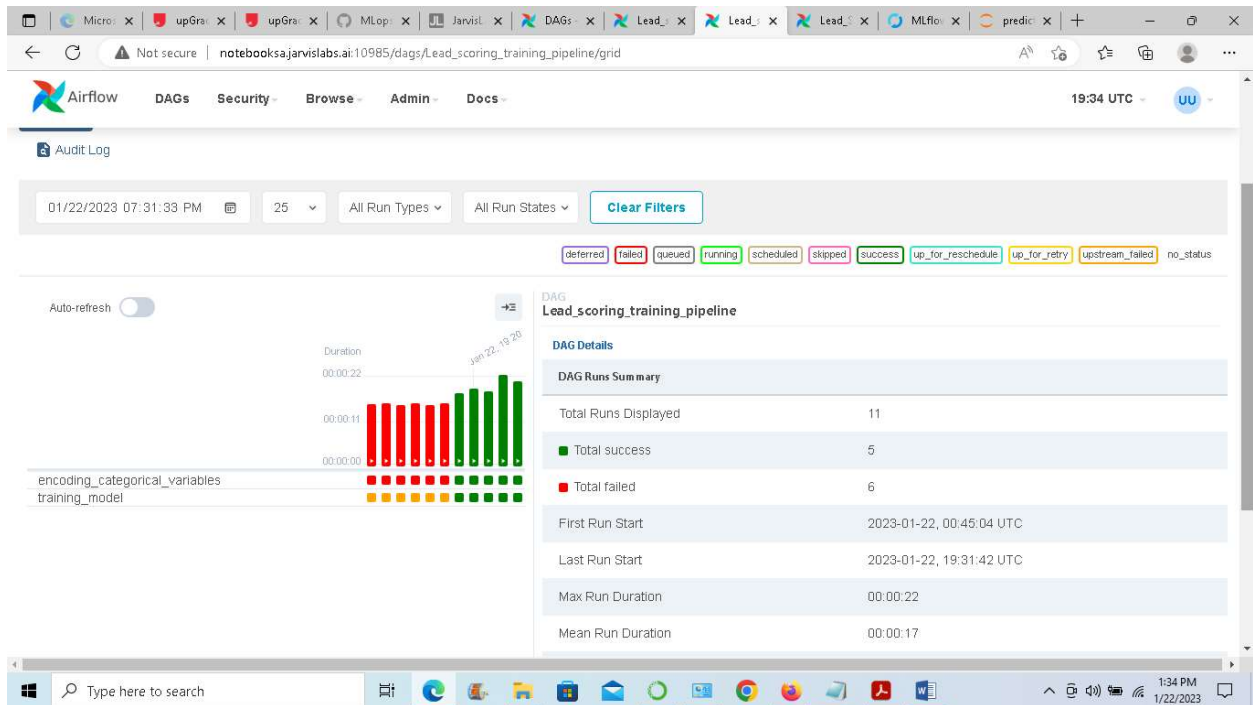 Micros upGrac upGrac MLops JarvisL DAGs - Lead_s Lead_s Lead_S MLflow predic
Not secure notebooksa.jarvislabs.ai:10985/dags/Lead_scoring_training_pipeline/grid
Airflow DAGs Security Browse Admin Docs 19:34 UTC UU
Audit Log
01/22/2023 07:31:33 PM 25 All Run Types All Run States Clear Filters
deferred failed queued running scheduled skipped success up_for_reschedule up_for_retry upstream_failed no_status
Auto-refresh
DAG
Lead_scoring_training_pipeline
Jan 22, 19:20
Duration
00:00:22
00:00:11
00:00:00
encoding_categorical_variables
training_model
DAG Details
DAG Runs Summary
Total Runs Displayed 11
Total success 5
Total failed 6
First Run Start 2023-01-22, 00:45:04 UTC
Last Run Start 2023-01-22, 19:31:42 UTC
Max Run Duration 00:00:22
Mean Run Duration 00:00:17
Type here to search
1:34 PM
1/22/2023